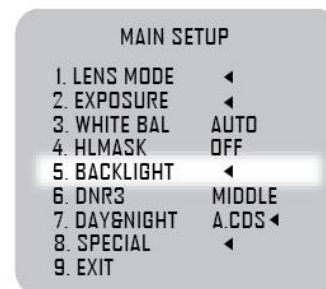 MAIN SETUP
1. LENS MODE ◄
2. EXPOSURE ◄
3. WHITE BAL AUTO
4. HLMASK OFF
5. BACKLIGHT ◄
6. DNR3 MIDDLE
7. DAY&NIGHT A.CDS◄
8. SPECIAL ◄
9. EXIT